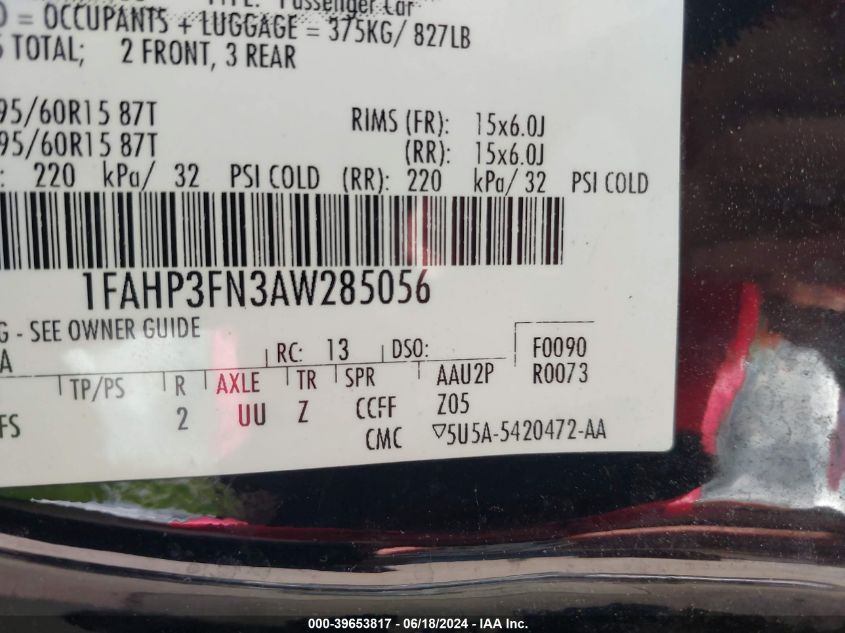 TYPE: Passenger Car
= OCCUPANTS + LUGGAGE = 375KG/ 827LB
TOTAL; 2 FRONT, 3 REAR
95/60R15 87T RIMS (FR): 15x6.0J
95/60R15 87T (RR): 15x6.0J
: 220 kPa/ 32 PSI COLD (RR): 220 kPa/ 32 PSI COLD
1FAHP3FN3AW285056
G - SEE OWNER GUIDE
A RC: 13 DSO: F0090
TP/PS R AXLE TR SPR AAU2P R0073
FS 2 UU Z CCFF Z05
CMC ▽5U5A-5420472-AA
000-39653817 - 06/18/2024 - IAA Inc.